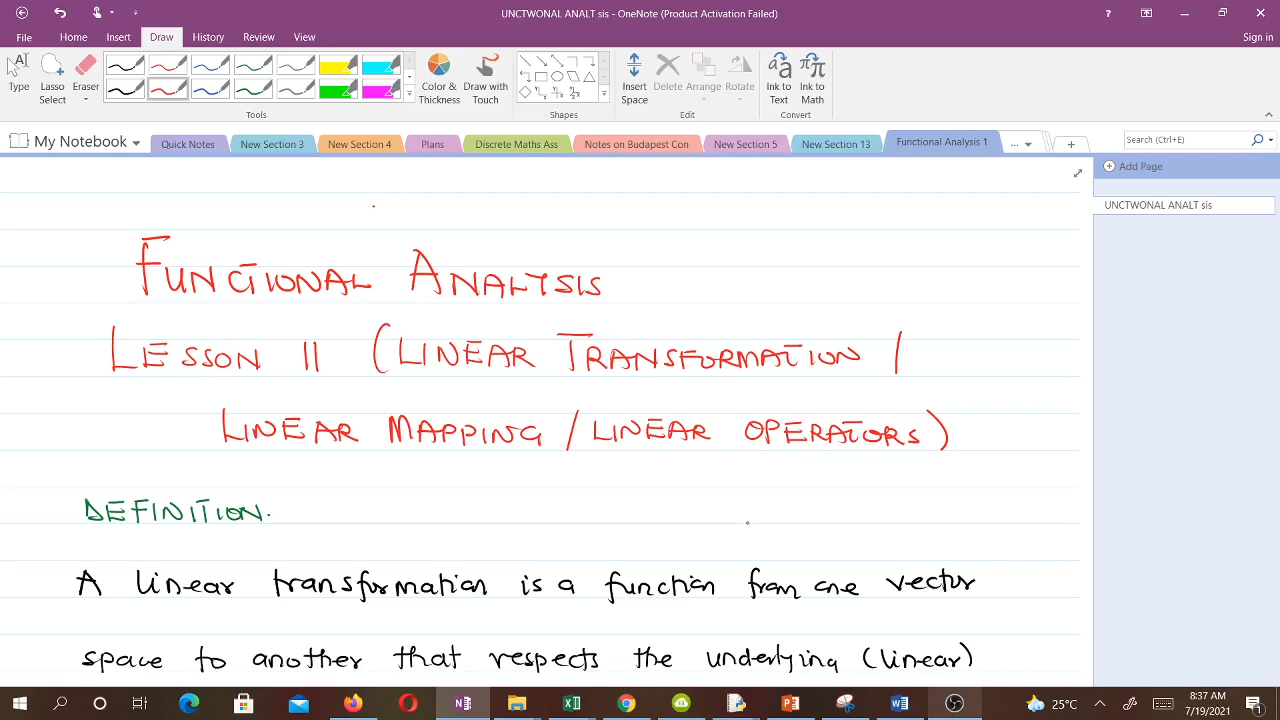 UNCTWONAL ANALT sis - OneNote (Product Activation Failed)
Sign in
File Home Insert Draw History Review View
Type
Lasso Select
Eraser
Color & Thickness
Draw with Touch
Insert Space
Delete Arrange Rotate
Ink to Text
Ink to Math
Tools Shapes Edit Convert
My Notebook Quick Notes New Section 3 New Section 4 Plans Discrete Maths Ass Notes on Budapest Con New Section 5 New Section 13 Functional Analysis 1 ... Search (Ctrl+E)
Add Page
UNCTWONAL ANALT sis
FUNCTIONAL ANALYSIS
LESSON 11 (LINEAR TRANSFORMATION /
LINEAR MAPPING / LINEAR OPERATORS)
DEFINITION.
A linear transformation is a function from one vector
space to another that respects the underlying (linear)
25°C
8:37 AM
7/19/2021